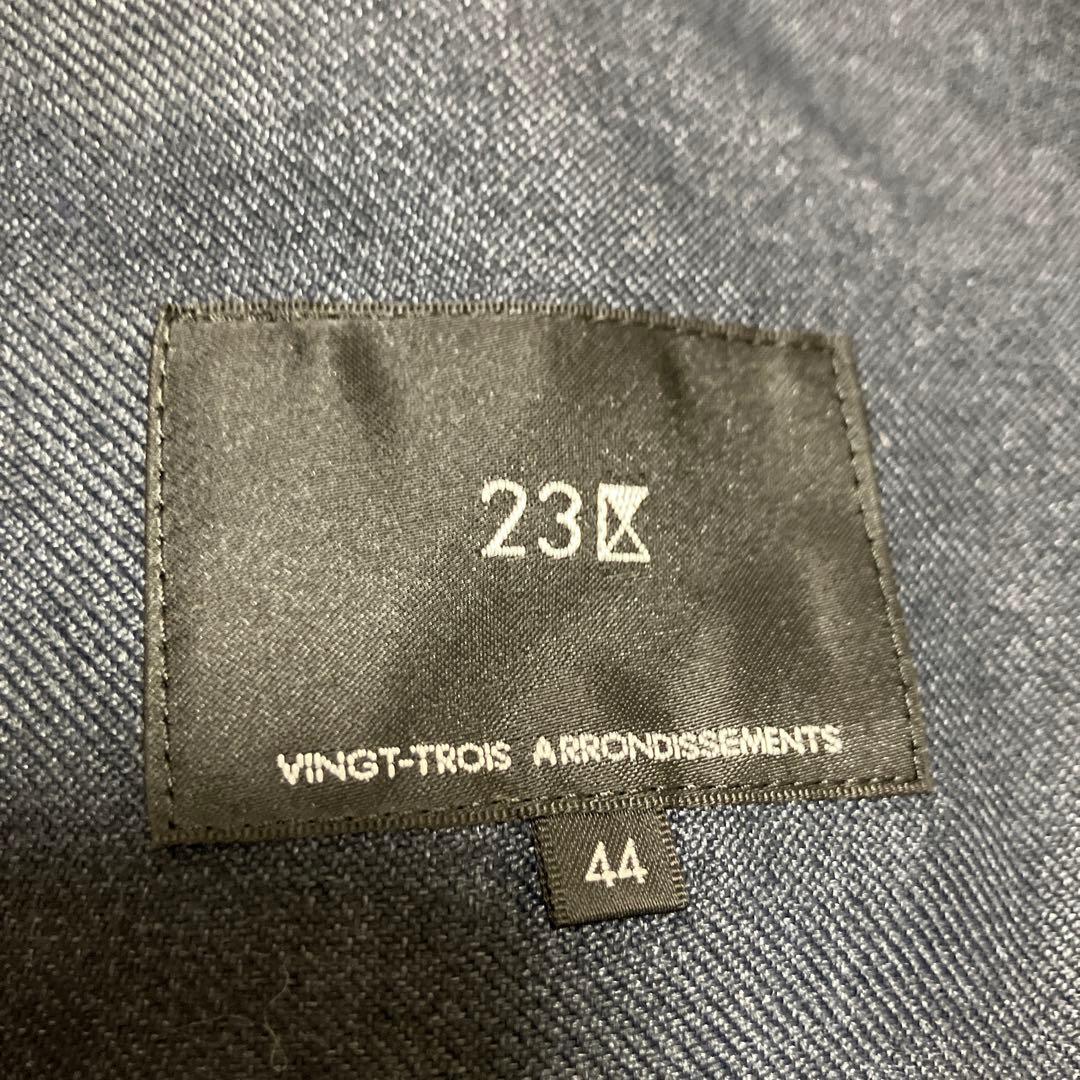 23区
VINGT-TROIS ARRONDISSEMENTS
44